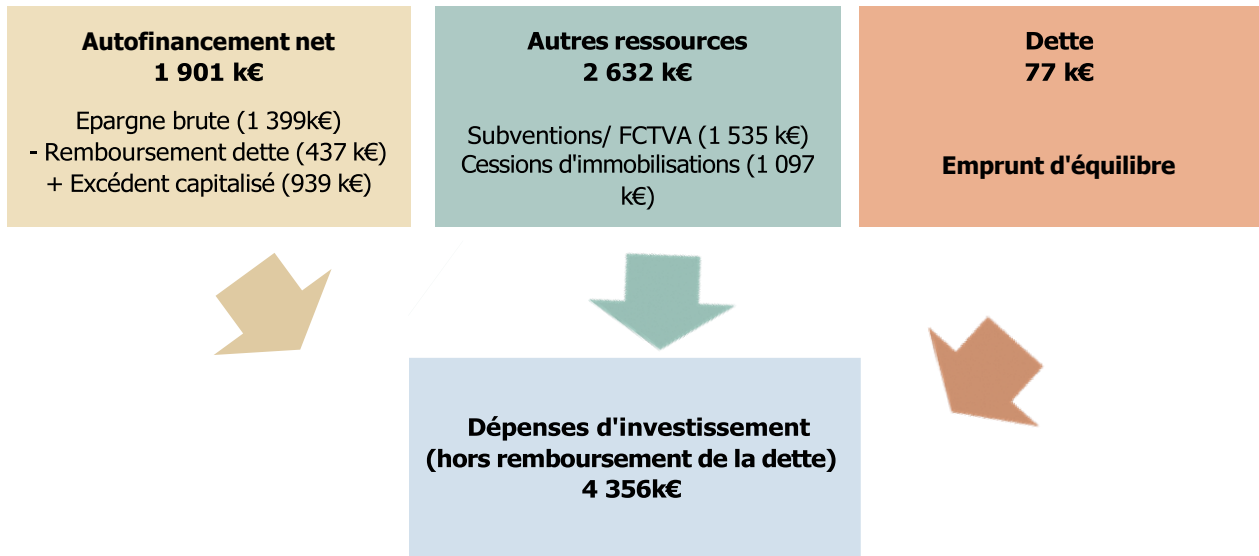 Autofinancement net
1 901 k€
Epargne brute (1 399k€)
- Remboursement dette (437 k€)
+ Excédent capitalisé (939 k€)
Autres ressources
2 632 k€
Subventions/ FCTVA (1 535 k€)
Cessions d'immobilisations (1 097
k€)
Dette
77 k€
Emprunt d'équilibre
Dépenses d'investissement
(hors remboursement de la dette)
4 356k€